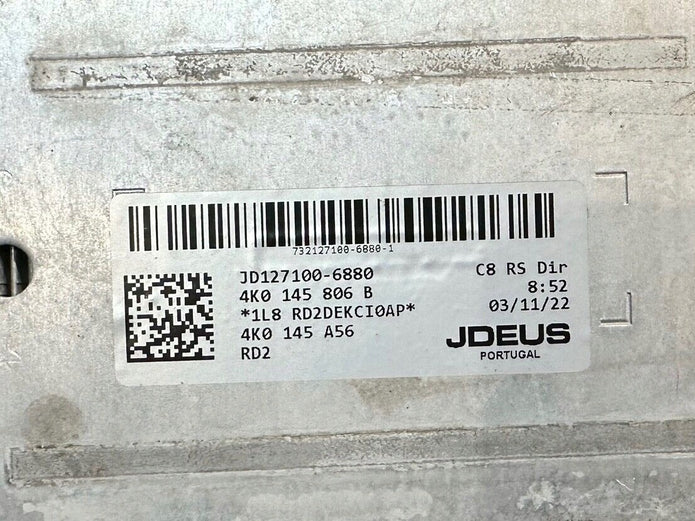 732127100-6880-1
JD127100-6880
4K0 145 806 B
*1L8 RD2DEKCI0AP*
4K0 145 A56
RD2
C8 RS Dir
8:52
03/11/22
JDEUS
PORTUGAL